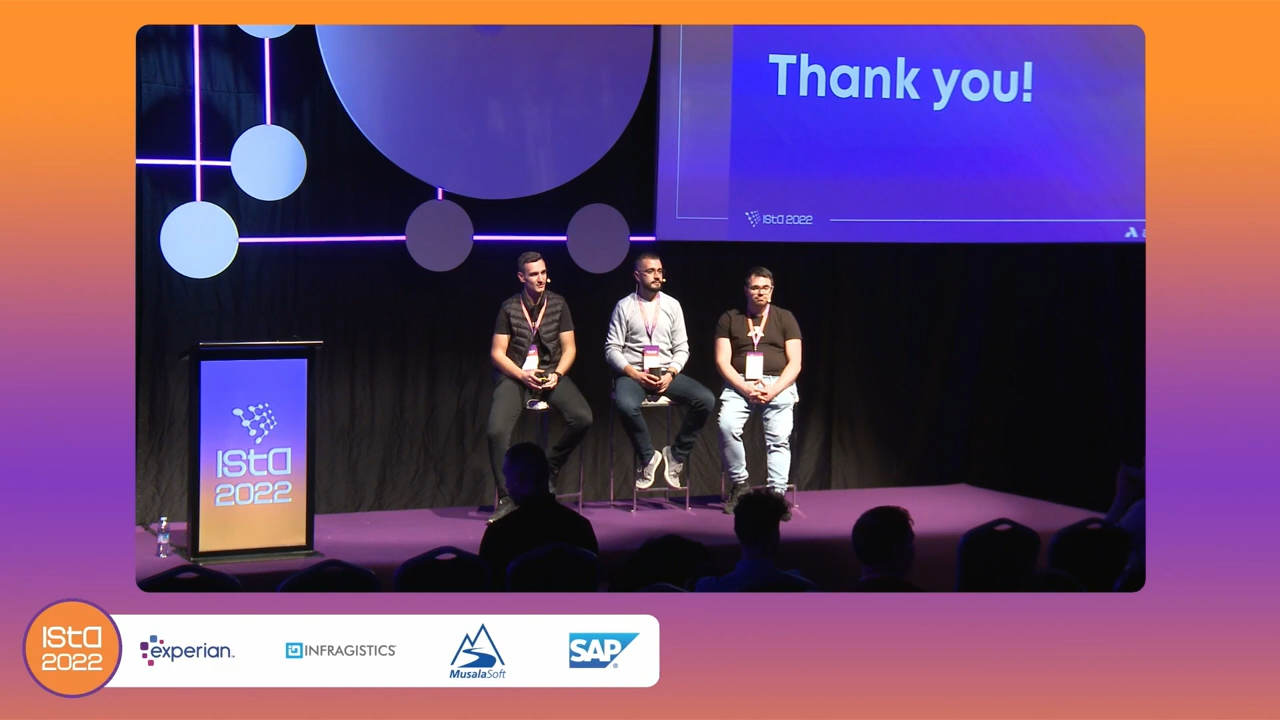 Thank you!
ISTA 2022
ISTA
2022
ISTA
2022
experian.
INFRAGISTICS
MusalaSoft
SAP